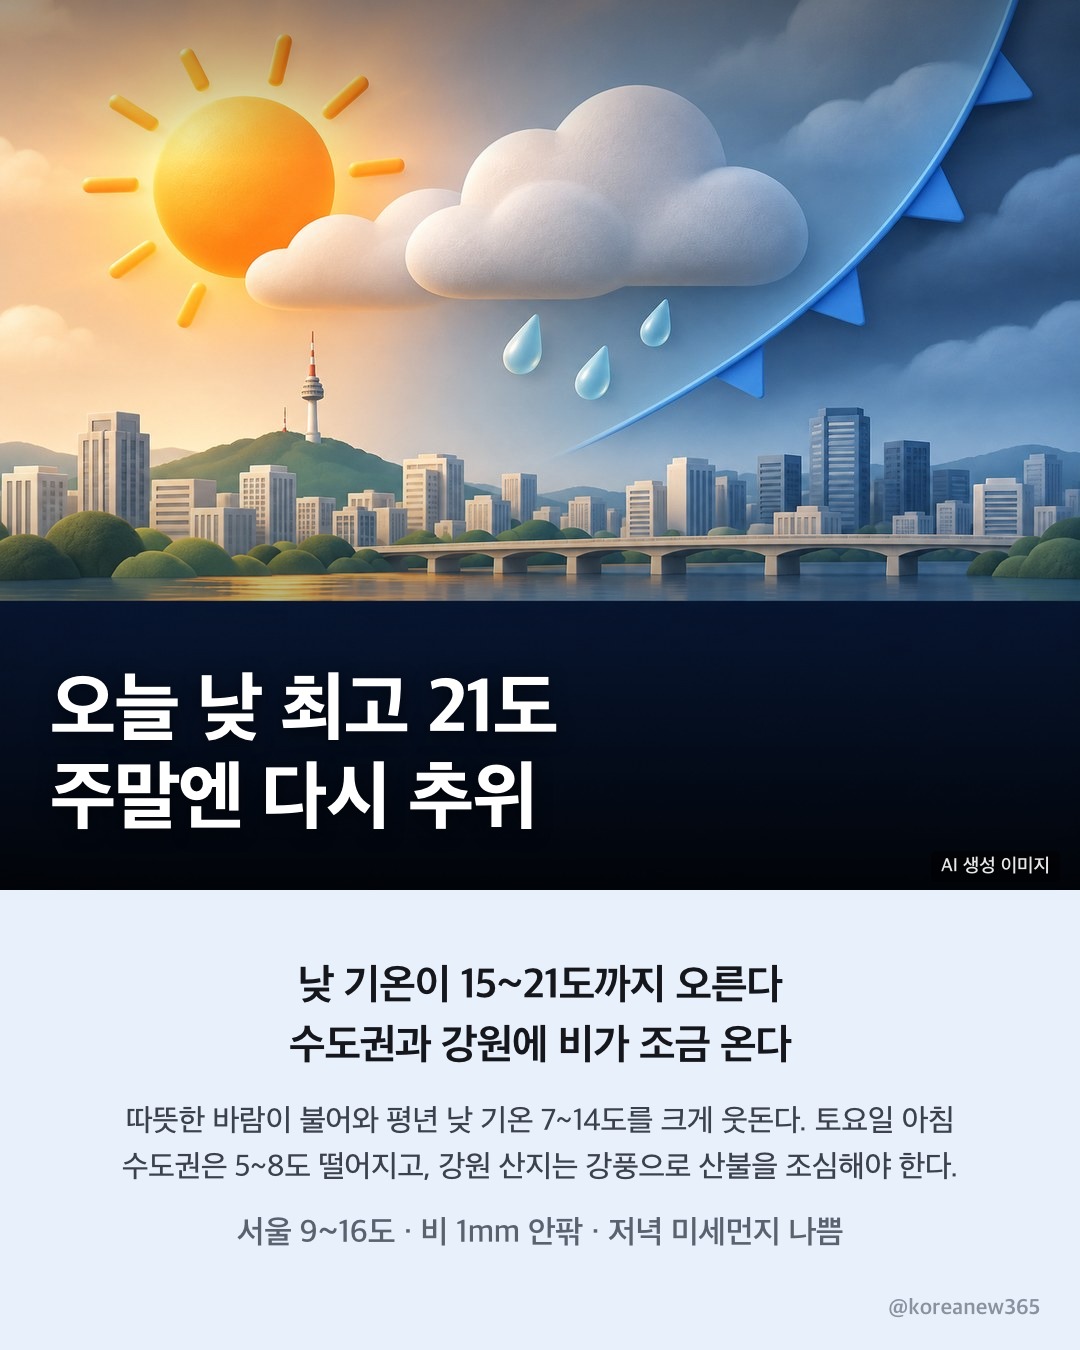 오늘 낮 최고 21도
주말엔 다시 추위
AI 생성 이미지
낮 기온이 15~21도까지 오른다
수도권과 강원에 비가 조금 온다
따뜻한 바람이 불어와 평년 낮 기온 7~14도를 크게 웃돈다. 토요일 아침
수도권은 5~8도 떨어지고, 강원 산지는 강풍으로 산불을 조심해야 한다.
서울 9~16도 · 비 1mm 안팎 · 저녁 미세먼지 나쁨
@koreanew365